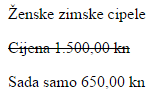 Ženske zimske cipele
Cijena 1.500,00 kn
Sada samo 650,00 kn